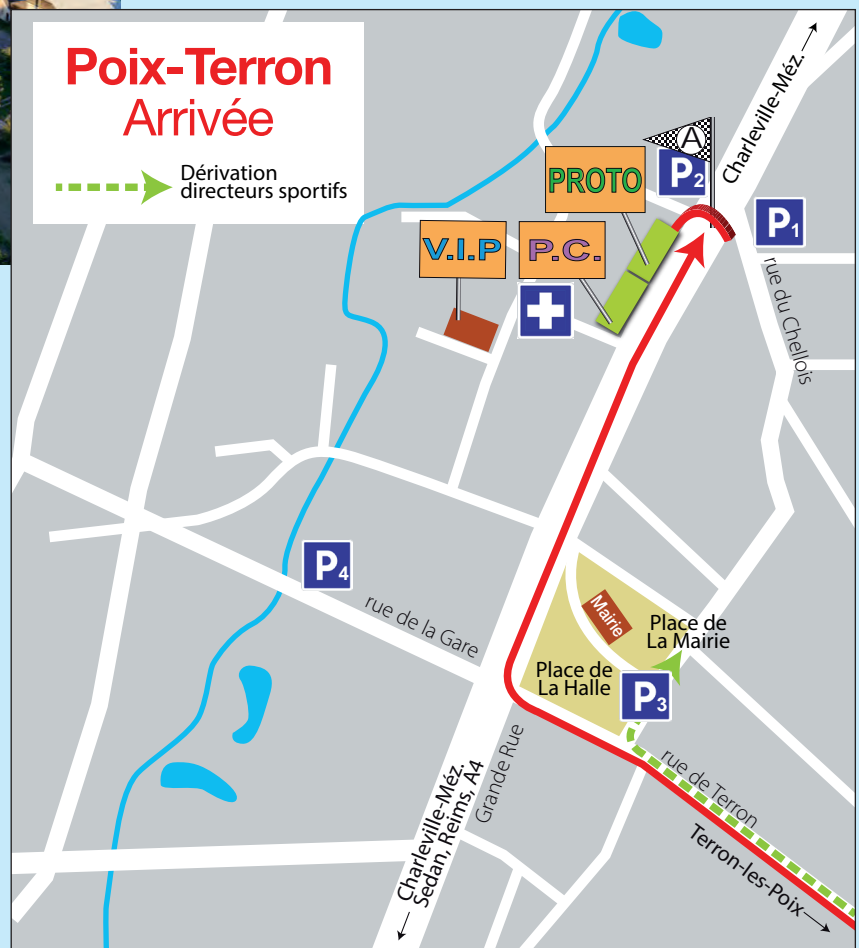 Poix-Terron
Arrivée
Dérivation
directeurs sportifs
Charleville-Méz.
A
P2
PROTO
P1
V.I.P
P.C.
rue du Chellois
P4
rue de la Gare
Mairie
Place de
La Mairie
Place de
La Halle
P3
Grande Rue
rue de Terron
Charleville-Méz.
Sedan, Reims, A4
Terron-les-Poix